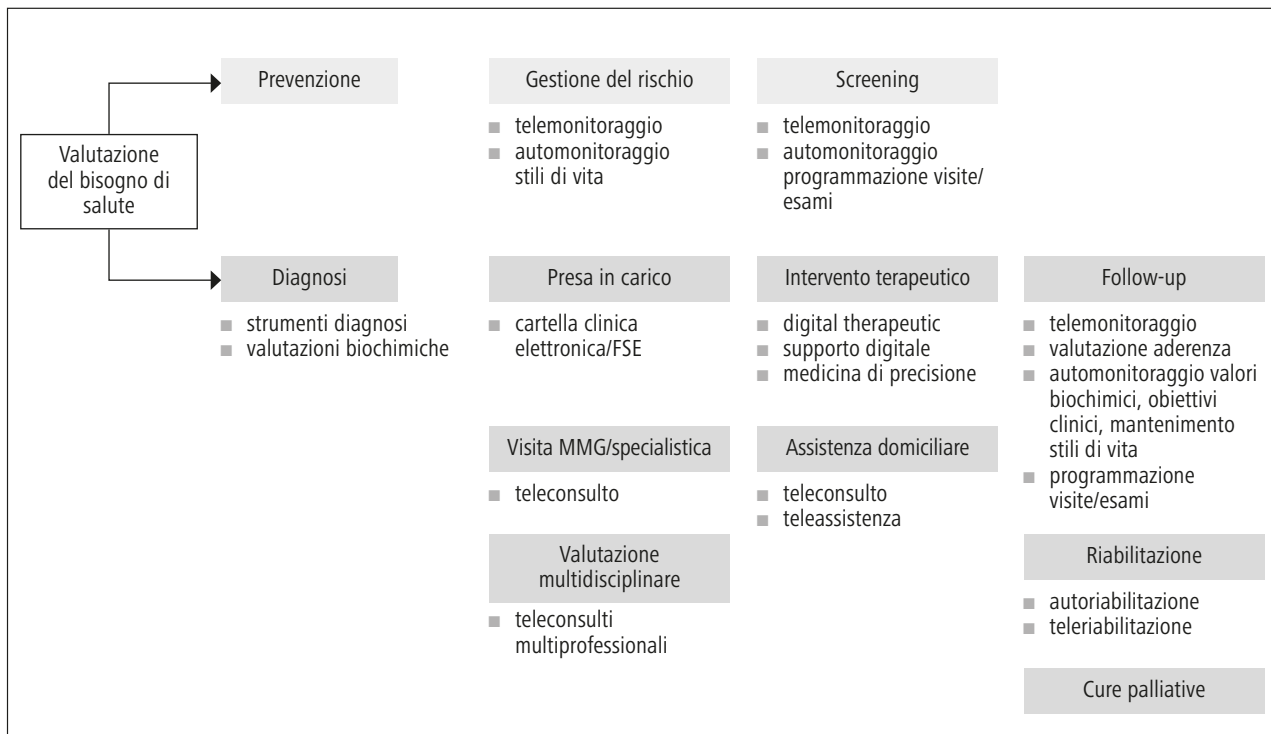 Valutazione
del bisogno di
salute
Prevenzione
Gestione del rischio
telemonitoraggio
automonitoraggio
stili di vita
Screening
telemonitoraggio
automonitoraggio
programmazione visite/
esami
Diagnosi
strumenti diagnosi
valutazioni biochimiche
Presa in carico
cartella clinica
elettronica/FSE
Visita MMG/specialistica
teleconsulto
Valutazione
multidisciplinare
teleconsulti
multiprofessionali
Intervento terapeutico
digital therapeutic
supporto digitale
medicina di precisione
Assistenza domiciliare
teleconsulto
teleassistenza
Follow-up
telemonitoraggio
valutazione aderenza
automonitoraggio valori
biochimici, obiettivi
clinici, mantenimento
stili di vita
programmazione
visite/esami
Riabilitazione
autoriabilitazione
teleriabilitazione
Cure palliative